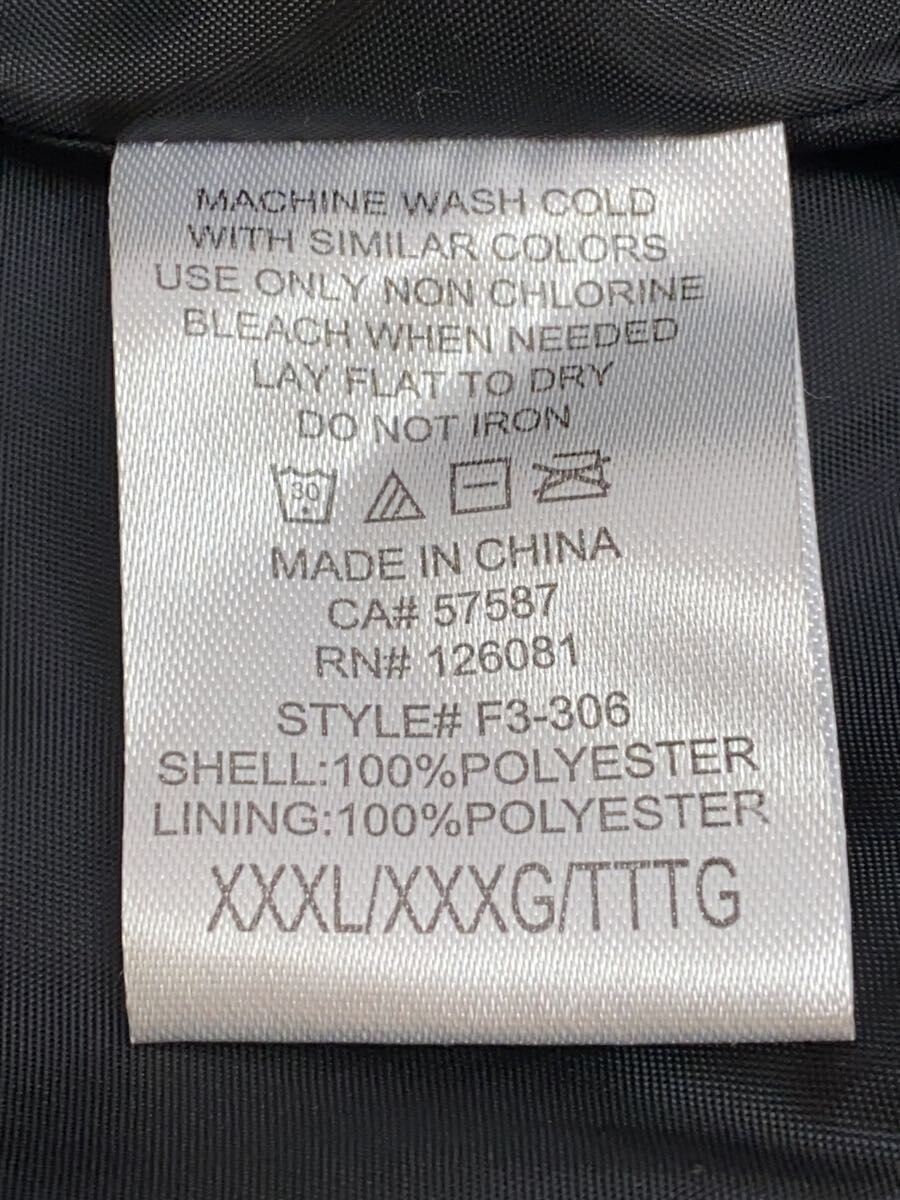 MACHINE WASH COLD
WITH SIMILAR COLORS
USE ONLY NON CHLORINE
BLEACH WHEN NEEDED
LAY FLAT TO DRY
DO NOT IRON
30
MADE IN CHINA
CA# 57587
RN# 126081
STYLE# F3-306
SHELL:100%POLYESTER
LINING:100%POLYESTER
XXXL/XXXG/TTTG